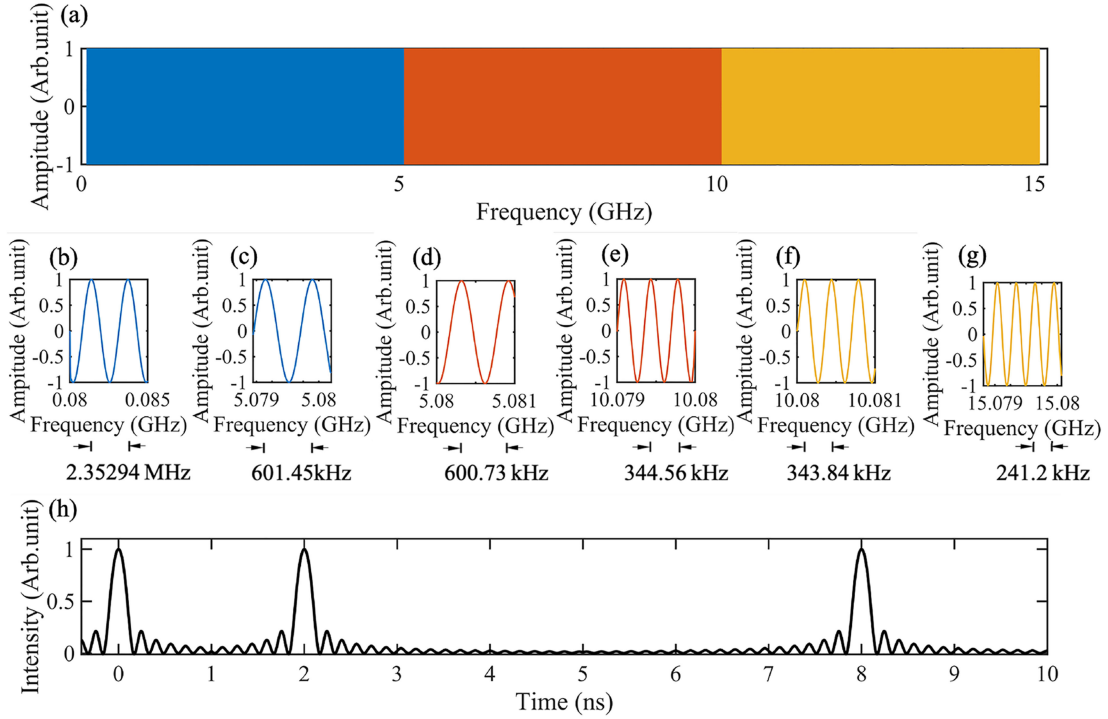 (a)
Ampitude (Arb.unit)
1
0
-1
0 5 10 15
Frequency (GHz)
(b)
Ampitude (Arb.unit)
1
0.5
0
-0.5
-1
0.08 0.085
Frequency (GHz)
2.35294 MHz
(c)
Ampitude (Arb.unit)
1
0.5
0
-0.5
-1
5.079 5.08
Frequency (GHz)
601.45kHz
(d)
Ampitude (Arb.unit)
1
0.5
0
-0.5
-1
5.08 5.081
Frequency (GHz)
600.73 kHz
(e)
Ampitude (Arb.unit)
1
0.5
0
-0.5
-1
10.079 10.08
Frequency (GHz)
344.56 kHz
(f)
Ampitude (Arb.unit)
1
0.5
0
-0.5
-1
10.08 10.081
Frequency (GHz)
343.84 kHz
(g)
Ampitude (Arb.unit)
1
0.5
0
-0.5
-1
15.079 15.08
Frequency (GHz)
241.2 kHz
(h)
Intensity (Arb.unit)
1
0.5
0
0 1 2 3 4 5 6 7 8 9 10
Time (ns)